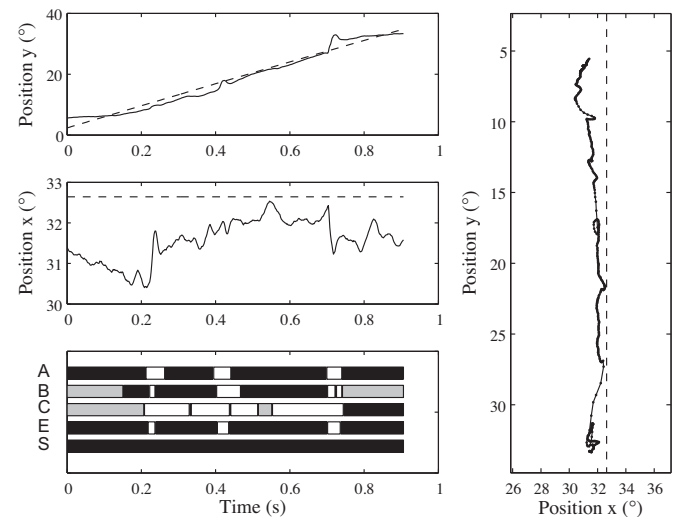 Position y (°)
40
20
0
0 0.2 0.4 0.6 0.8 1
Position x (°)
33
32
31
30
0 0.2 0.4 0.6 0.8 1
A
B
C
E
S
0 0.2 0.4 0.6 0.8 1
Time (s)
Position y (°)
5
10
15
20
25
30
26 28 30 32 34 36
Position x (°)